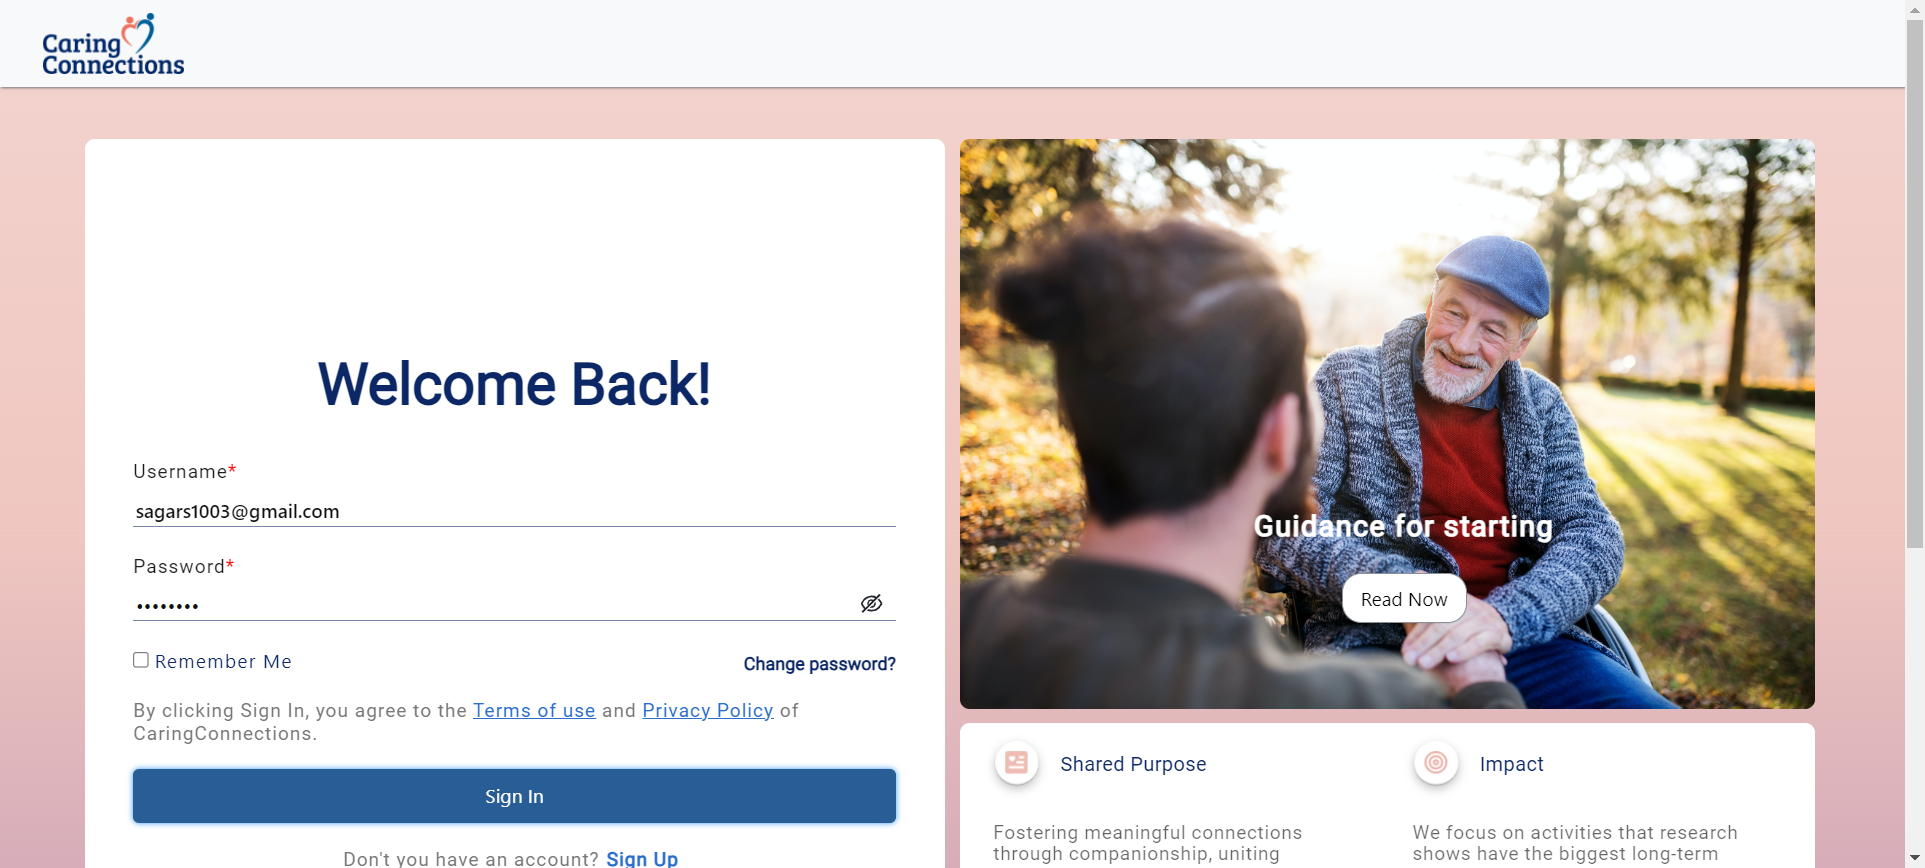 Caring
Connections
Welcome Back!
Username*
sagars1003@gmail.com
Password*
••••••••
Remember Me
Change password?
By clicking Sign In, you agree to the Terms of use and Privacy Policy of
CaringConnections.
Sign In
Don't you have an account? Sign Up
Guidance for starting
Read Now
Shared Purpose
Fostering meaningful connections
through companionship, uniting
Impact
We focus on activities that research
shows have the biggest long-term